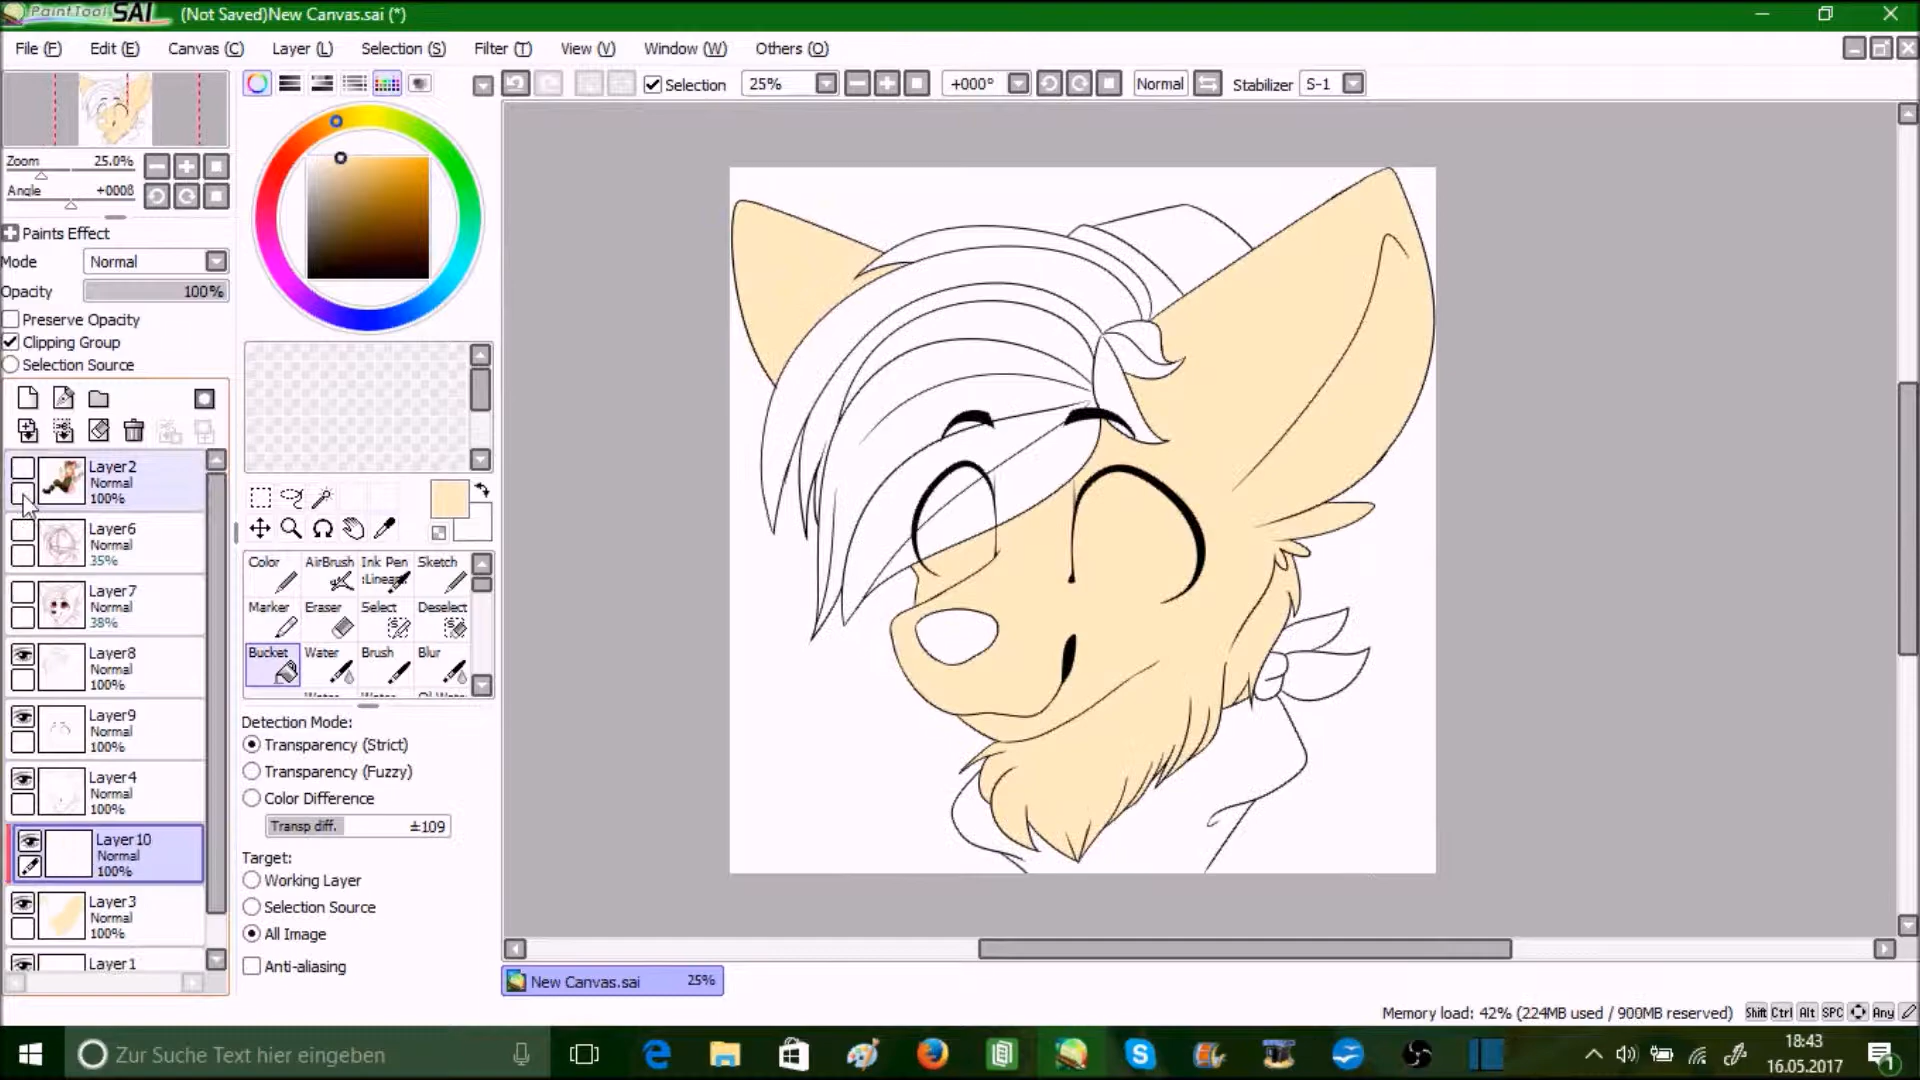 PaintTool SAI (Not Saved)New Canvas.sai (*)
File (F) Edit (E) Canvas (C) Layer (L) Selection (S) Filter (T) View (V) Window (W) Others (O)
Selection 25% +000° Normal Stabilizer S-1
Zoom 25.0%
Angle +000ß
Paints Effect
Mode Normal
Opacity 100%
Preserve Opacity
Clipping Group
Selection Source
Layer2
Normal
100%
Layer6
Normal
35%
Layer7
Normal
38%
Layer8
Normal
100%
Layer9
Normal
100%
Layer4
Normal
100%
Layer10
Normal
100%
Layer3
Normal
100%
Layer1
Color AirBrush Ink Pen Sketch
:Linear
Marker Eraser Select Deselect
Bucket Water Brush Blur
Detection Mode:
Transparency (Strict)
Transparency (Fuzzy)
Color Difference
Transp diff. ±109
Target:
Working Layer
Selection Source
All Image
Anti-aliasing
New Canvas.sai 25%
Memory load: 42% (224MB used / 900MB reserved) Shift Ctrl Alt SPC Any
Zur Suche Text hier eingeben
18:43
16.05.2017
1